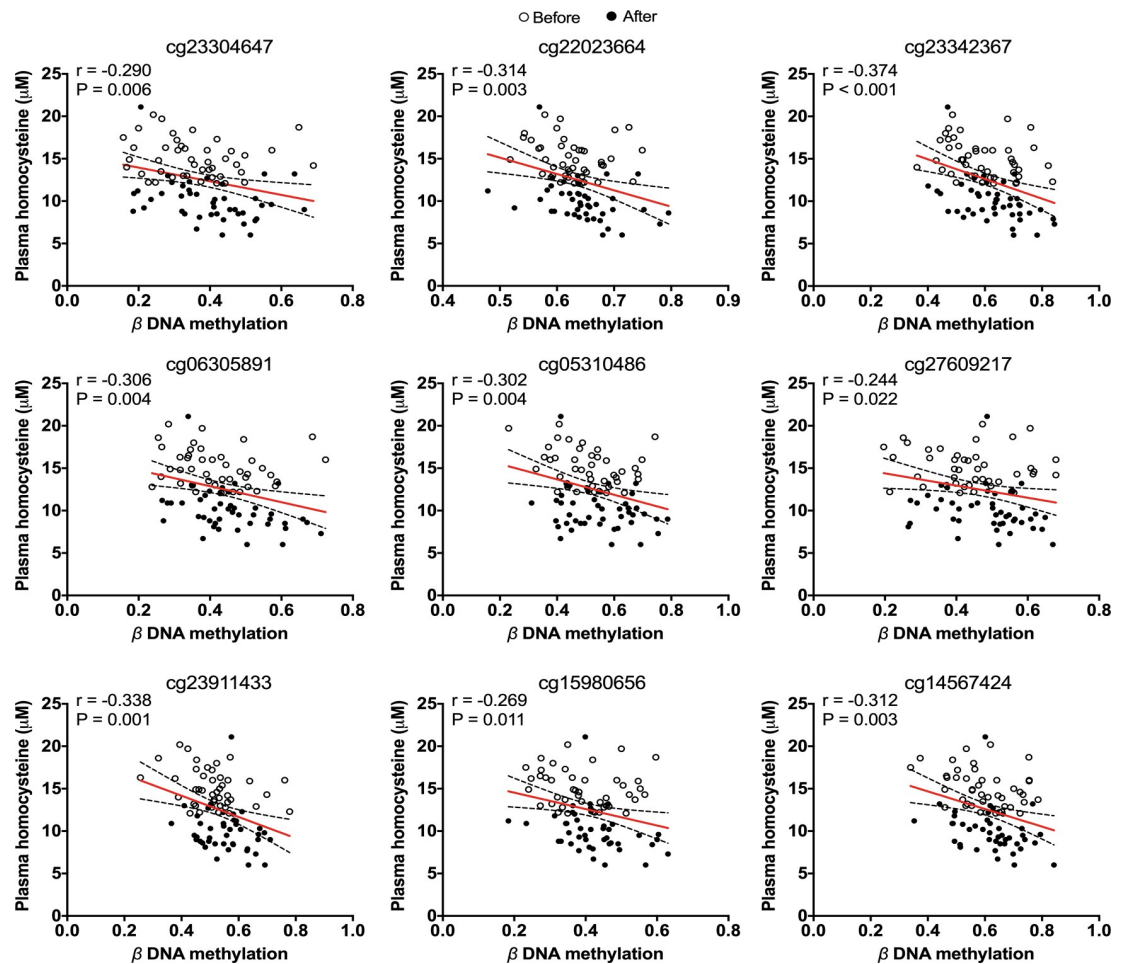 Before After
cg23304647
r = -0.290
P = 0.006
Plasma homocysteine (μM)
25
20
15
10
5
0
0.0 0.2 0.4 0.6 0.8
β DNA methylation
cg22023664
r = -0.314
P = 0.003
Plasma homocysteine (μM)
25
20
15
10
5
0
0.4 0.5 0.6 0.7 0.8 0.9
β DNA methylation
cg23342367
r = -0.374
P < 0.001
Plasma homocysteine (μM)
25
20
15
10
5
0
0.0 0.2 0.4 0.6 0.8 1.0
β DNA methylation
cg06305891
r = -0.306
P = 0.004
Plasma homocysteine (μM)
25
20
15
10
5
0
0.0 0.2 0.4 0.6 0.8
β DNA methylation
cg05310486
r = -0.302
P = 0.004
Plasma homocysteine (μM)
25
20
15
10
5
0
0.0 0.2 0.4 0.6 0.8 1.0
β DNA methylation
cg27609217
r = -0.244
P = 0.022
Plasma homocysteine (μM)
25
20
15
10
5
0
0.0 0.2 0.4 0.6 0.8
β DNA methylation
cg23911433
r = -0.338
P = 0.001
Plasma homocysteine (μM)
25
20
15
10
5
0
0.0 0.2 0.4 0.6 0.8 1.0
β DNA methylation
cg15980656
r = -0.269
P = 0.011
Plasma homocysteine (μM)
25
20
15
10
5
0
0.0 0.2 0.4 0.6 0.8
β DNA methylation
cg14567424
r = -0.312
P = 0.003
Plasma homocysteine (μM)
25
20
15
10
5
0
0.0 0.2 0.4 0.6 0.8 1.0
β DNA methylation